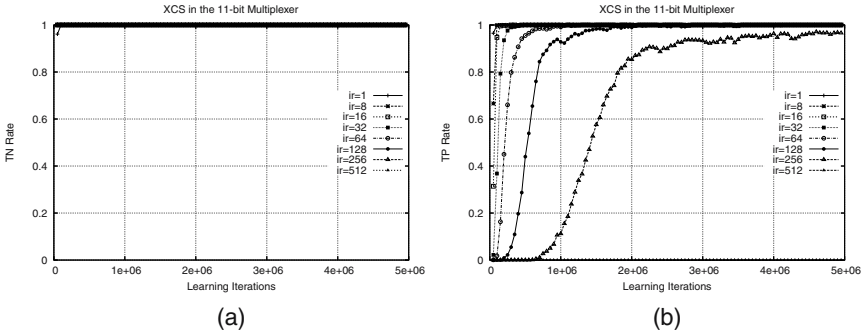 XCS in the 11-bit Multiplexer
1
0.8
0.6
0.4
0.2
0
TN Rate
ir=1
ir=8
ir=16
ir=32
ir=64
ir=128
ir=256
ir=512
0 1e+06 2e+06 3e+06 4e+06 5e+06
Learning Iterations
(a)
XCS in the 11-bit Multiplexer
1
0.8
0.6
0.4
0.2
0
TP Rate
ir=1
ir=8
ir=16
ir=32
ir=64
ir=128
ir=256
ir=512
0 1e+06 2e+06 3e+06 4e+06 5e+06
Learning Iterations
(b)